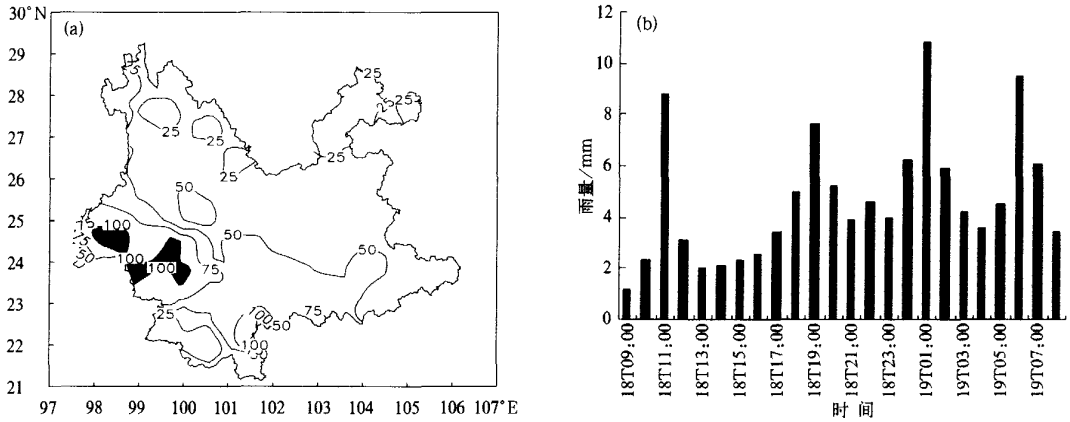 30°N
(a)
29
28
27
26
25
24
23
22
21
97 98 99 100 101 102 103 104 105 106 107°E
25
25
25
25
25
25
25
50
75
100
75
50
100
100
75
50
50
25
100
50
75
100
(b)
雨量/mm
12
10
8
6
4
2
0
18T09:00
18T11:00
18T13:00
18T15:00
18T17:00
18T19:00
18T21:00
18T23:00
19T01:00
19T03:00
19T05:00
19T07:00
时间